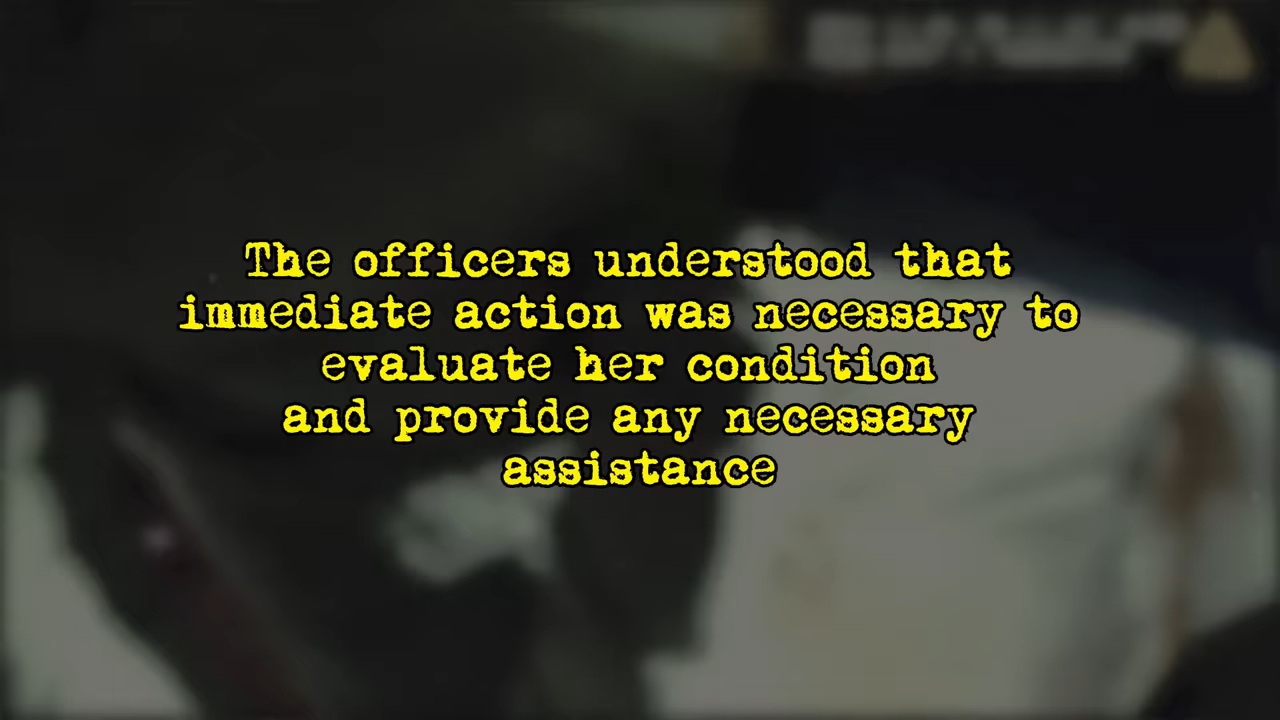 The officers understood that
immediate action was necessary to
evaluate her condition
and provide any necessary
assistance